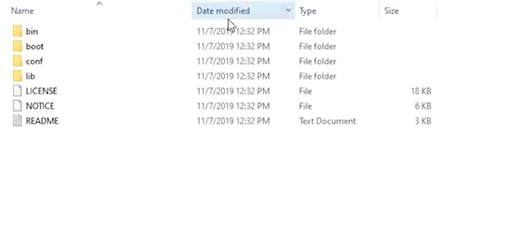 Name Date modified Type Size
bin 11/7/2019 12:32 PM File folder
boot 11/7/2019 12:32 PM File folder
conf 11/7/2019 12:32 PM File folder
lib 11/7/2019 12:32 PM File folder
LICENSE 11/7/2019 12:32 PM File 18 KB
NOTICE 11/7/2019 12:32 PM File 6 KB
README 11/7/2019 12:32 PM Text Document 3 KB